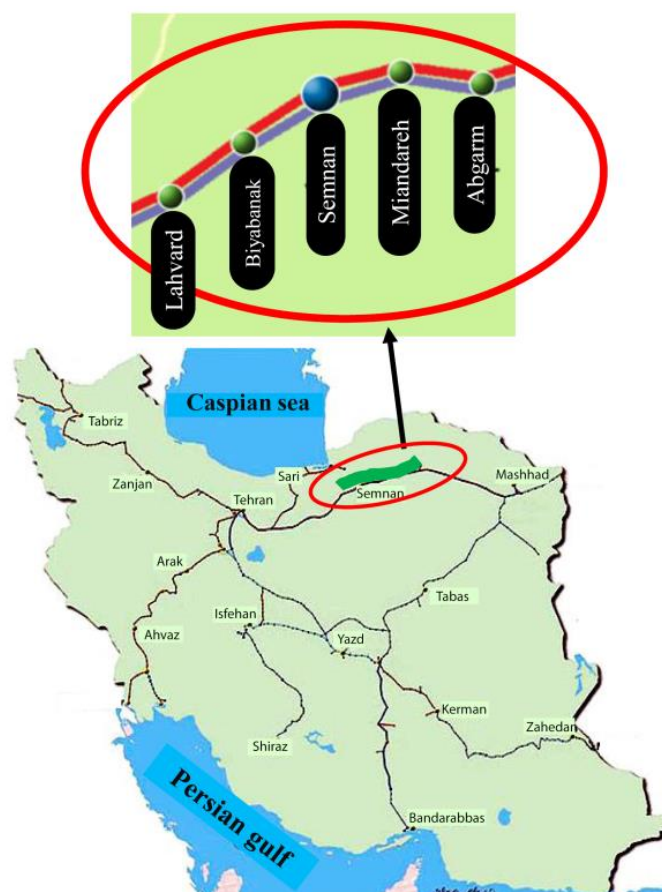 Lahvard
Biyabanak
Semnan
Miandareh
Abgarm
Caspian sea
Tabriz
Zanjan
Sari
Tehran
Semnan
Mashhad
Arak
Isfehan
Tabas
Ahvaz
Yazd
Kerman
Shiraz
Zahedan
Persian gulf
Bandarabbas